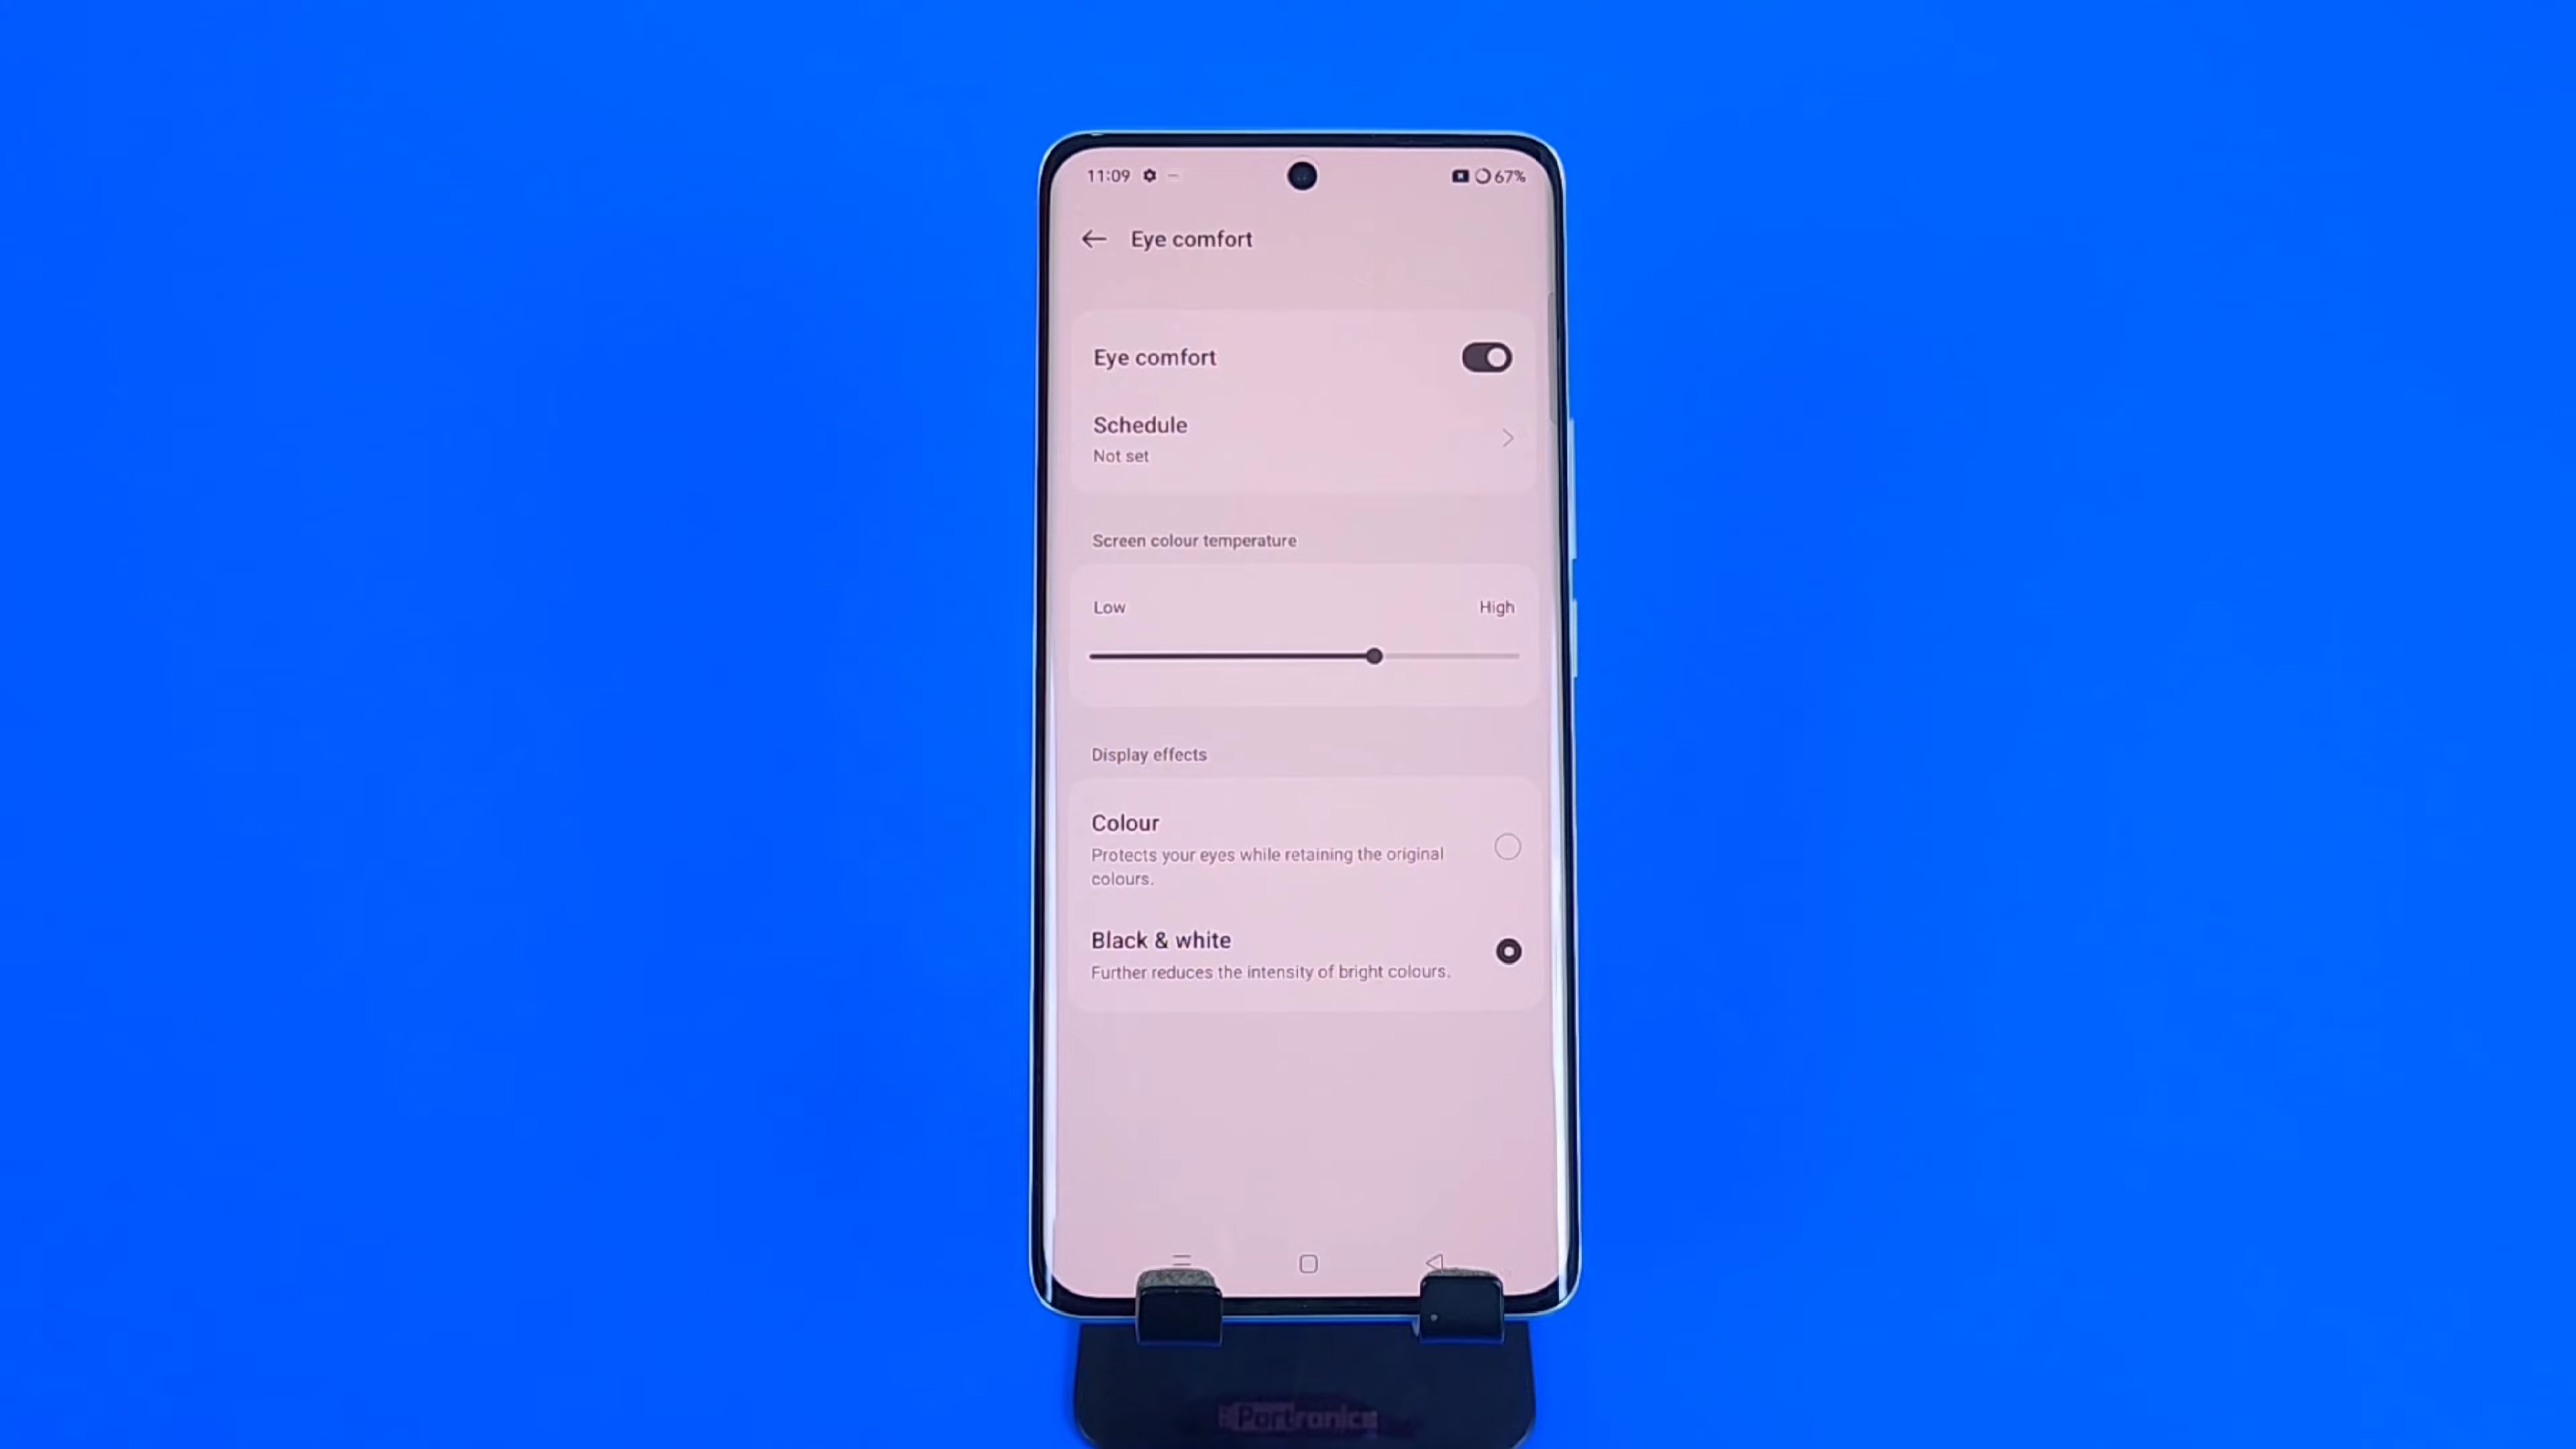 11:09
67%
Eye comfort
Eye comfort
Schedule
Not set
Screen colour temperature
Low High
Display effects
Colour
Protects your eyes while retaining the original
colours.
Black & white
Further reduces the intensity of bright colours.
Portronics